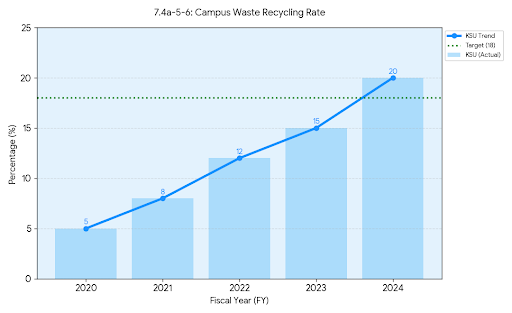 7.4a-5-6: Campus Waste Recycling Rate
25
20
15
10
5
0
Percentage (%)
5
8
12
15
20
2020
2021
2022
2023
2024
Fiscal Year (FY)
KSU Trend
Target (18)
KSU (Actual)